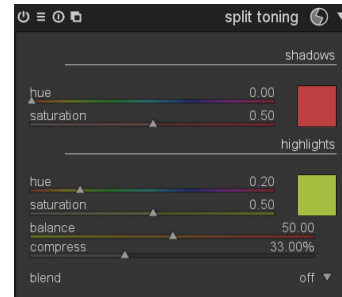 split toning
shadows
hue 0.00
saturation 0.50
highlights
hue 0.20
saturation 0.50
balance 50.00
compress 33.00%
blend off